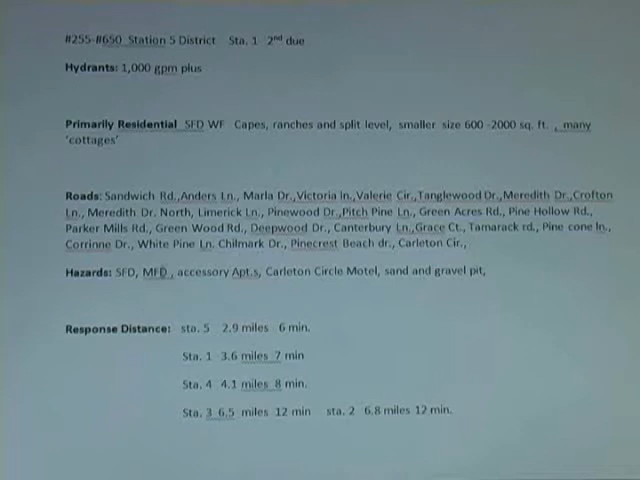 #255-#650 Station 5 District Sta. 1 2nd due
Hydrants: 1,000 gpm plus
Primarily Residential SFD WF Capes, ranches and split level, smaller size 600 -2000 sq. ft. , many
'cottages'
Roads: Sandwich Rd.,Anders Ln., Marla Dr.,Victoria ln.,Valerie Cir.,Tanglewood Dr.,Meredith Dr.,Crofton
Ln., Meredith Dr. North, Limerick Ln., Pinewood Dr.,Pitch Pine Ln., Green Acres Rd., Pine Hollow Rd.,
Parker Mills Rd., Green Wood Rd., Deepwood Dr., Canterbury Ln.,Grace Ct., Tamarack rd., Pine cone ln.,
Corrinne Dr., White Pine Ln. Chilmark Dr., Pinecrest Beach dr., Carleton Cir.,
Hazards: SFD, MFD , accessory Apt.s, Carleton Circle Motel, sand and gravel pit,
Response Distance: sta. 5 2.9 miles 6 min.
Sta. 1 3.6 miles 7 min
Sta. 4 4.1 miles 8 min.
Sta. 3 6.5 miles 12 min sta. 2 6.8 miles 12 min.